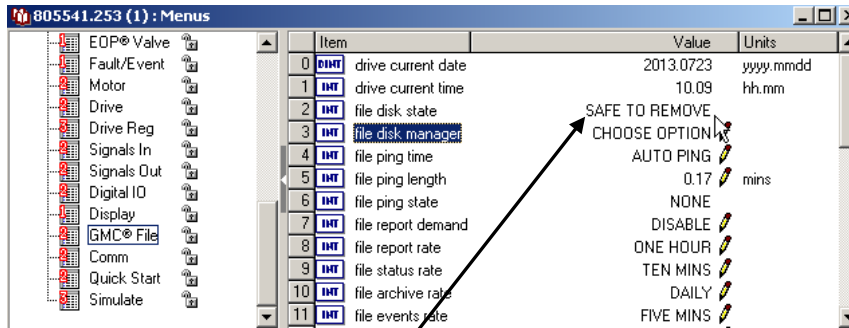 805541.253 (1) : Menus
EOP® Valve
Fault/Event
Motor
Drive
Drive Reg
Signals In
Signals Out
Digital IO
Display
GMC® File
Comm
Quick Start
Simulate
Item Value Units
0 DINT drive current date 2013.0723 yyyy.mmdd
1 INT drive current time 10.09 hh.mm
2 INT file disk state SAFE TO REMOVE
3 INT file disk manager CHOOSE OPTION
4 INT file ping time AUTO PING
5 INT file ping length 0.17 mins
6 INT file ping state NONE
7 INT file report demand DISABLE
8 INT file report rate ONE HOUR
9 INT file status rate TEN MINS
10 INT file archive rate DAILY
11 INT file events rate FIVE MINS